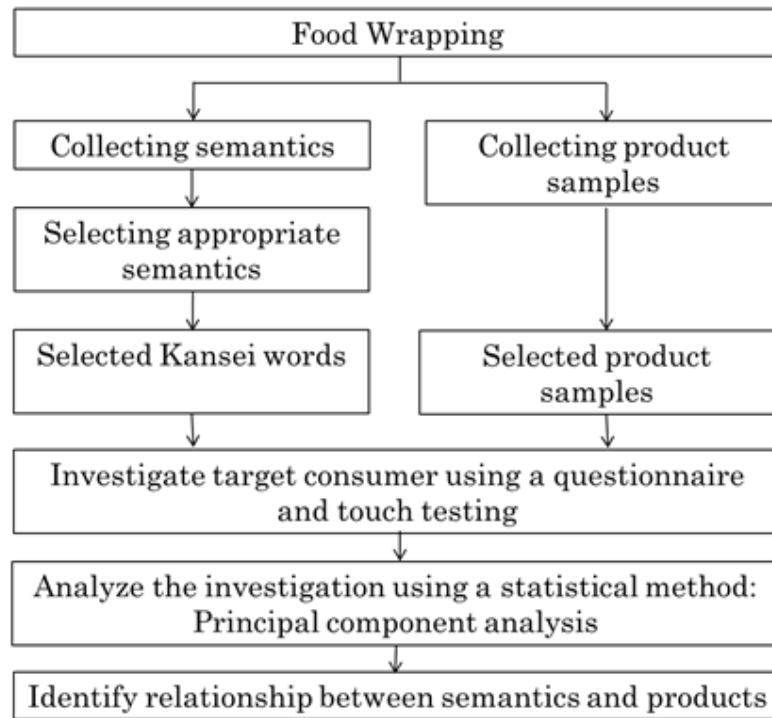 Food Wrapping
Collecting semantics
Collecting product
samples
Selecting appropriate
semantics
Selected Kansei words
Selected product
samples
Investigate target consumer using a questionnaire
and touch testing
Analyze the investigation using a statistical method:
Principal component analysis
Identify relationship between semantics and products